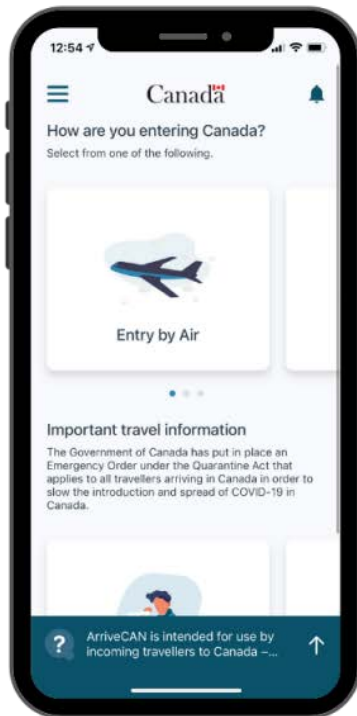 12:54
Canada
How are you entering Canada?
Select from one of the following.
Entry by Air
Important travel information
The Government of Canada has put in place an
Emergency Order under the Quarantine Act that
applies to all travellers arriving in Canada in order to
slow the introduction and spread of COVID-19 in
Canada.
?
ArriveCAN is intended for use by
incoming travellers to Canada –...